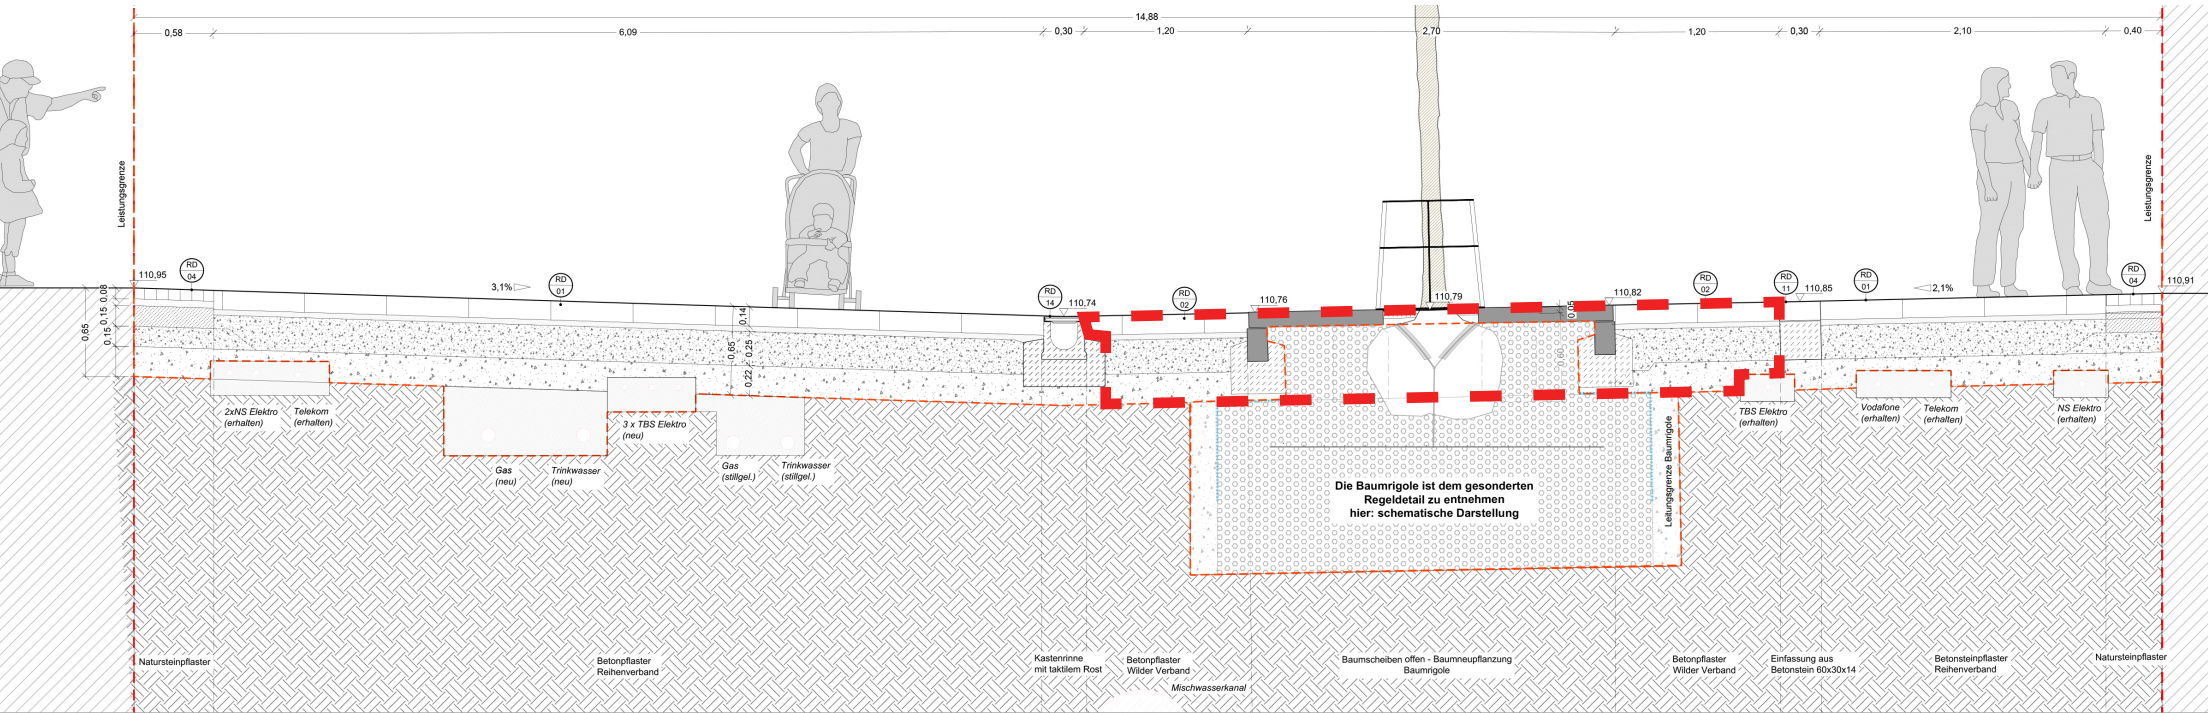 14,88
0,58
6,09
0,30
1,20
2,70
1,20
0,30
2,10
0,40
Leistungsgrenze
Leistungsgrenze
RD
04
110,95
3,1%
RD
01
RD
14
110,74
RD
02
110,76
110,79
110,82
RD
02
RD
11
110,85
RD
01
2,1%
RD
04
110,91
0,08
0,15
0,15
0,65
0,14
0,25
0,22
0,65
0,05
0,60
2xNS Elektro
(erhalten)
Telekom
(erhalten)
Gas
(neu)
Trinkwasser
(neu)
3 x TBS Elektro
(neu)
Gas
(stillgel.)
Trinkwasser
(stillgel.)
Die Baumrigole ist dem gesonderten
Regeldetail zu entnehmen
hier: schematische Darstellung
Leitungsgrenze Baumrigole
TBS Elektro
(erhalten)
Vodafone
(erhalten)
Telekom
(erhalten)
NS Elektro
(erhalten)
Natursteinpflaster
Betonpflaster
Reihenverband
Kastenrinne
mit taktilem Rost
Betonpflaster
Wilder Verband
Mischwasserkanal
Baumscheiben offen - Baumneupflanzung
Baumrigole
Betonpflaster
Wilder Verband
Einfassung aus
Betonstein 60x30x14
Betonsteinpflaster
Reihenverband
Natursteinpflaster